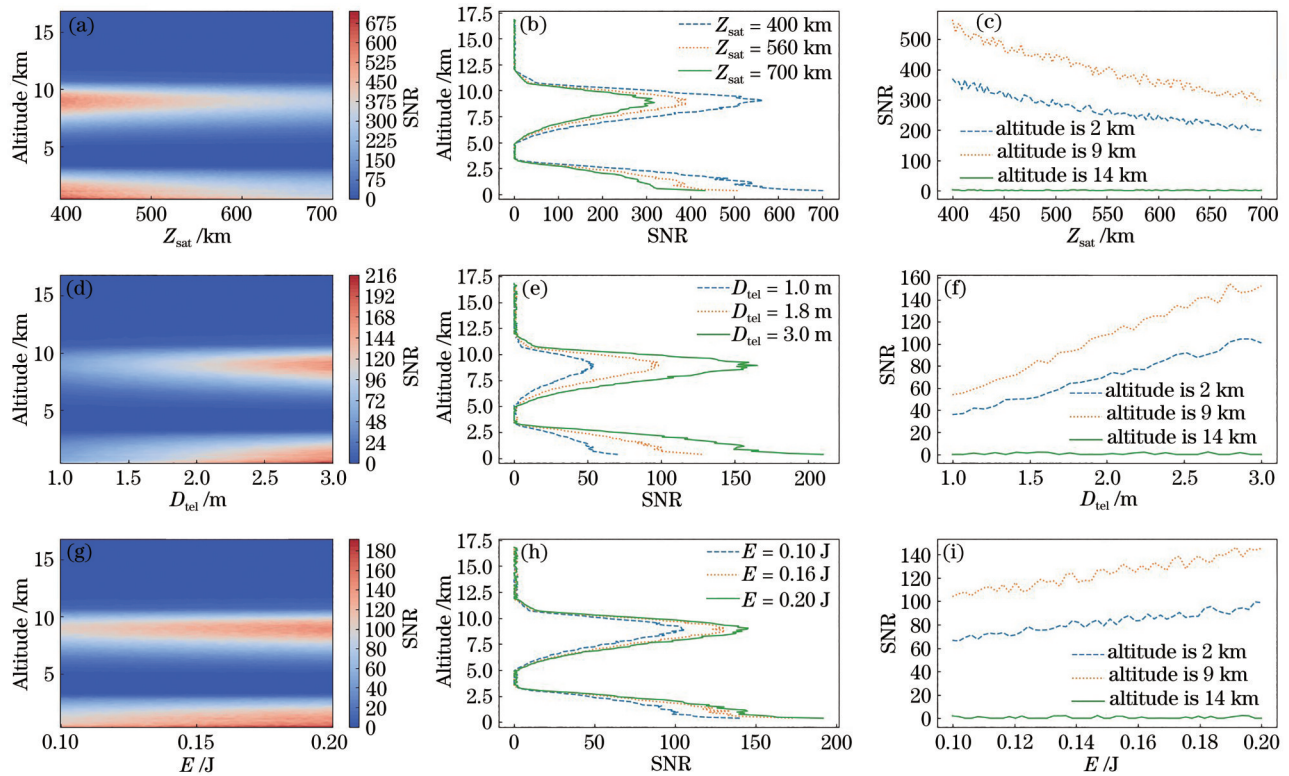 (a)
Altitude /km
15
10
5
400 500 600 700
Z_sat /km
675
600
525
450
375
300
225
150
75
0
SNR
(b)
Altitude /km
17.5
15.0
12.5
10.0
7.5
5.0
2.5
0
Z_sat = 400 km
Z_sat = 560 km
Z_sat = 700 km
0 100 200 300 400 500 600 700
SNR
(c)
SNR
500
400
300
200
100
0
altitude is 2 km
altitude is 9 km
altitude is 14 km
400 450 500 550 600 650 700
Z_sat /km
(d)
Altitude /km
15
10
5
1.0 1.5 2.0 2.5 3.0
D_tel /m
216
192
168
144
120
96
72
48
24
0
SNR
(e)
Altitude /km
17.5
15.0
12.5
10.0
7.5
5.0
2.5
0
D_tel = 1.0 m
D_tel = 1.8 m
D_tel = 3.0 m
0 50 100 150 200
SNR
(f)
SNR
160
140
120
100
80
60
40
20
0
altitude is 2 km
altitude is 9 km
altitude is 14 km
1.0 1.5 2.0 2.5 3.0
D_tel /m
(g)
Altitude /km
15
10
5
0.10 0.15 0.20
E /J
180
160
140
120
100
80
60
40
20
0
SNR
(h)
Altitude /km
17.5
15.0
12.5
10.0
7.5
5.0
2.5
0
E = 0.10 J
E = 0.16 J
E = 0.20 J
0 50 100 150 200
SNR
(i)
SNR
140
120
100
80
60
40
20
0
altitude is 2 km
altitude is 9 km
altitude is 14 km
0.10 0.12 0.14 0.16 0.18 0.20
E /J